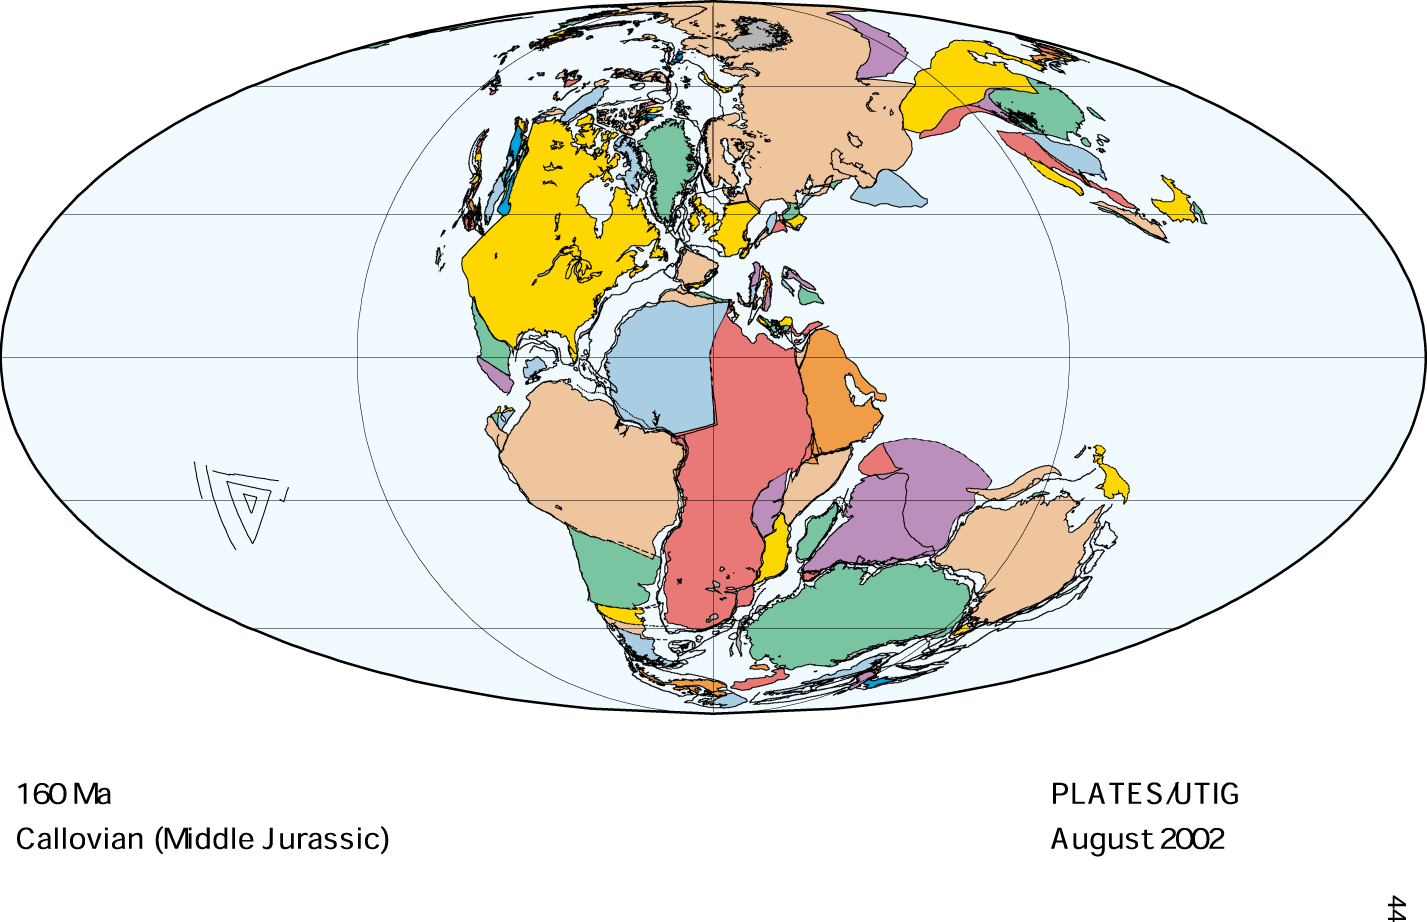 160 Ma
Callovian (Middle Jurassic)
PLATES/UTIG
August 2002
44